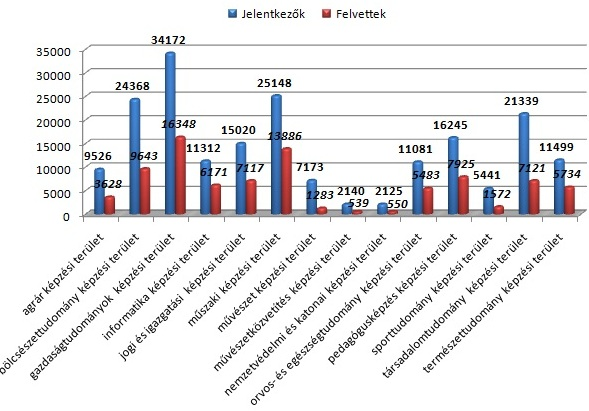 Jelentkezők
Felvettek
35000
30000
25000
20000
15000
10000
5000
0
9526
3628
24368
9643
34172
16348
11312
6171
15020
7117
25148
13886
7173
1283
2140
539
2125
550
11081
5483
16245
7925
5441
1572
21339
7121
11499
5734
agrár képzési terület
bölcsészettudomány képzési terület
gazdaságtudományok képzési terület
informatika képzési terület
jogi és igazgatási képzési terület
műszaki képzési terület
művészet képzési terület
művészetközvetítés képzési terület
nemzetvédelmi és katonai képzési terület
orvos- és egészségtudomány képzési terület
pedagógusképzés képzési terület
sporttudomány képzési terület
társadalomtudomány képzési terület
természettudomány képzési terület